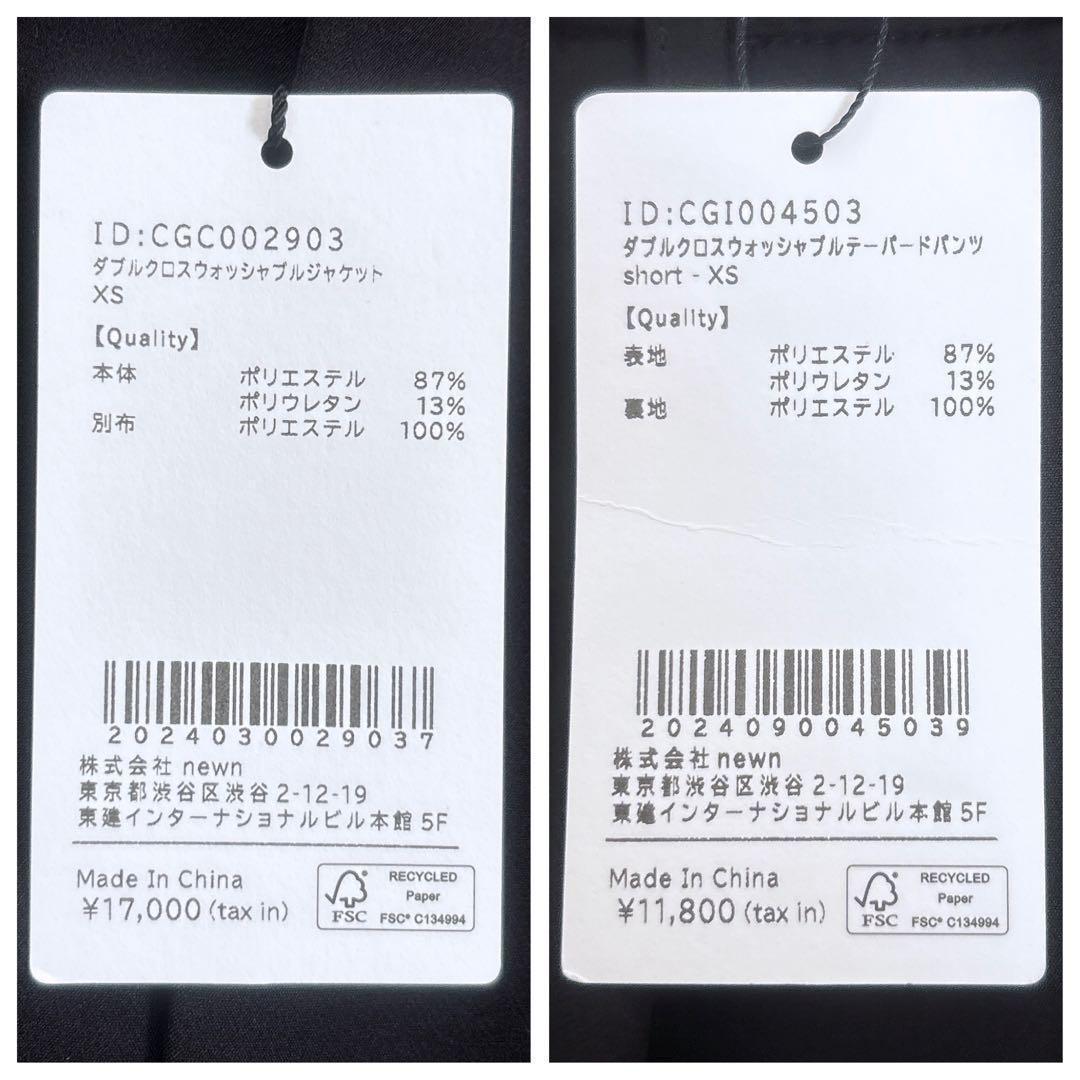 ID:CGC002903
ダブルクロスウォッシャブルジャケット
XS
【Quality】
本体 ポリエステル 87%
ポリウレタン 13%
別布 ポリエステル 100%
2024030029037
株式会社 newn
東京都渋谷区渋谷 2-12-19
東建インターナショナルビル本館 5F
Made In China
¥17,000 (tax in)
FSC
RECYCLED
Paper
FSC® C134994
ID:CGI004503
ダブルクロスウォッシャブルテーパードパンツ
short - XS
【Quality】
表地 ポリエステル 87%
ポリウレタン 13%
裏地 ポリエステル 100%
2024090045039
株式会社 newn
東京都渋谷区渋谷 2-12-19
東建インターナショナルビル本館 5F
Made In China
¥11,800 (tax in)
FSC
RECYCLED
Paper
FSC® C134994